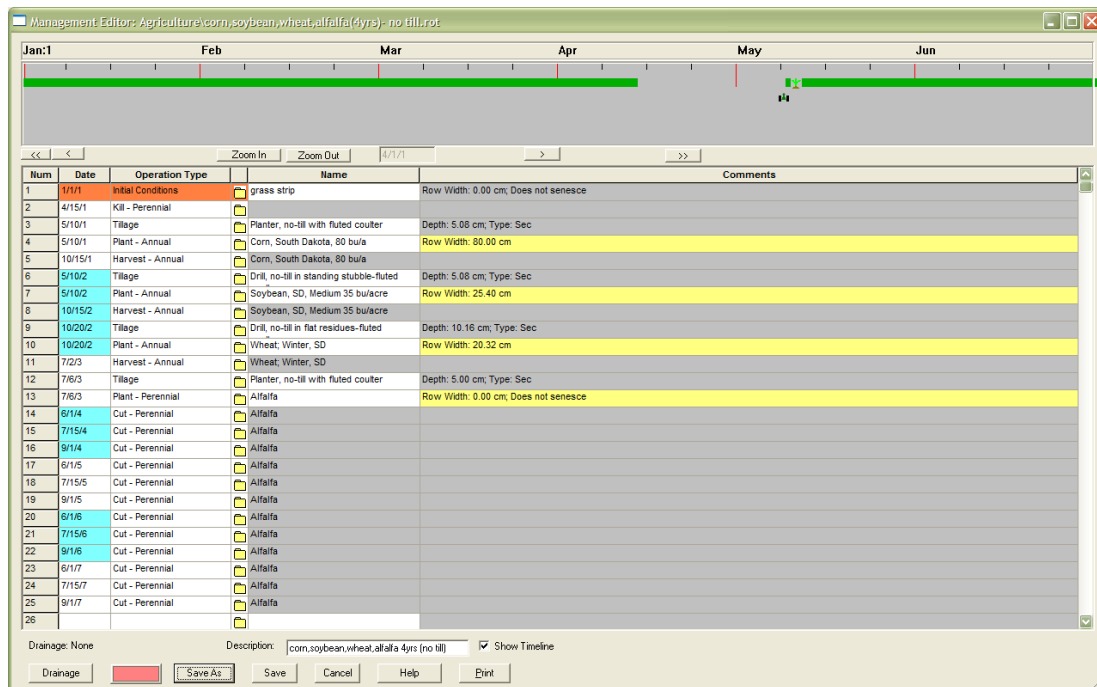 Management Editor: Agriculture\corn,soybean,wheat,alfalfa(4yrs)- no till.rot
Jan:1 Feb Mar Apr May Jun
<< < Zoom In Zoom Out 4/1/1 > >>
Num Date Operation Type Name Comments
1 1/1/1 Initial Conditions grass strip Row Width: 0.00 cm; Does not senesce
2 4/15/1 Kill - Perennial
3 5/10/1 Tillage Planter, no-till with fluted coulter Depth: 5.08 cm; Type: Sec
4 5/10/1 Plant - Annual Corn, South Dakota, 80 bu/a Row Width: 80.00 cm
5 10/15/1 Harvest - Annual Corn, South Dakota, 80 bu/a
6 5/10/2 Tillage Drill, no-till in standing stubble-fluted Depth: 5.08 cm; Type: Sec
7 5/10/2 Plant - Annual Soybean, SD, Medium 35 bu/acre Row Width: 25.40 cm
8 10/15/2 Harvest - Annual Soybean, SD, Medium 35 bu/acre
9 10/20/2 Tillage Drill, no-till in flat residues-fluted Depth: 10.16 cm; Type: Sec
10 10/20/2 Plant - Annual Wheat; Winter, SD Row Width: 20.32 cm
11 7/2/3 Harvest - Annual Wheat; Winter, SD
12 7/6/3 Tillage Planter, no-till with fluted coulter Depth: 5.00 cm; Type: Sec
13 7/6/3 Plant - Perennial Alfalfa Row Width: 0.00 cm; Does not senesce
14 6/1/4 Cut - Perennial Alfalfa
15 7/15/4 Cut - Perennial Alfalfa
16 9/1/4 Cut - Perennial Alfalfa
17 6/1/5 Cut - Perennial Alfalfa
18 7/15/5 Cut - Perennial Alfalfa
19 9/1/5 Cut - Perennial Alfalfa
20 6/1/6 Cut - Perennial Alfalfa
21 7/15/6 Cut - Perennial Alfalfa
22 9/1/6 Cut - Perennial Alfalfa
23 6/1/7 Cut - Perennial Alfalfa
24 7/15/7 Cut - Perennial Alfalfa
25 9/1/7 Cut - Perennial Alfalfa
26
Drainage: None Description: corn,soybean,wheat,alfalfa 4yrs (no till) Show Timeline
Drainage Save As Save Cancel Help Print